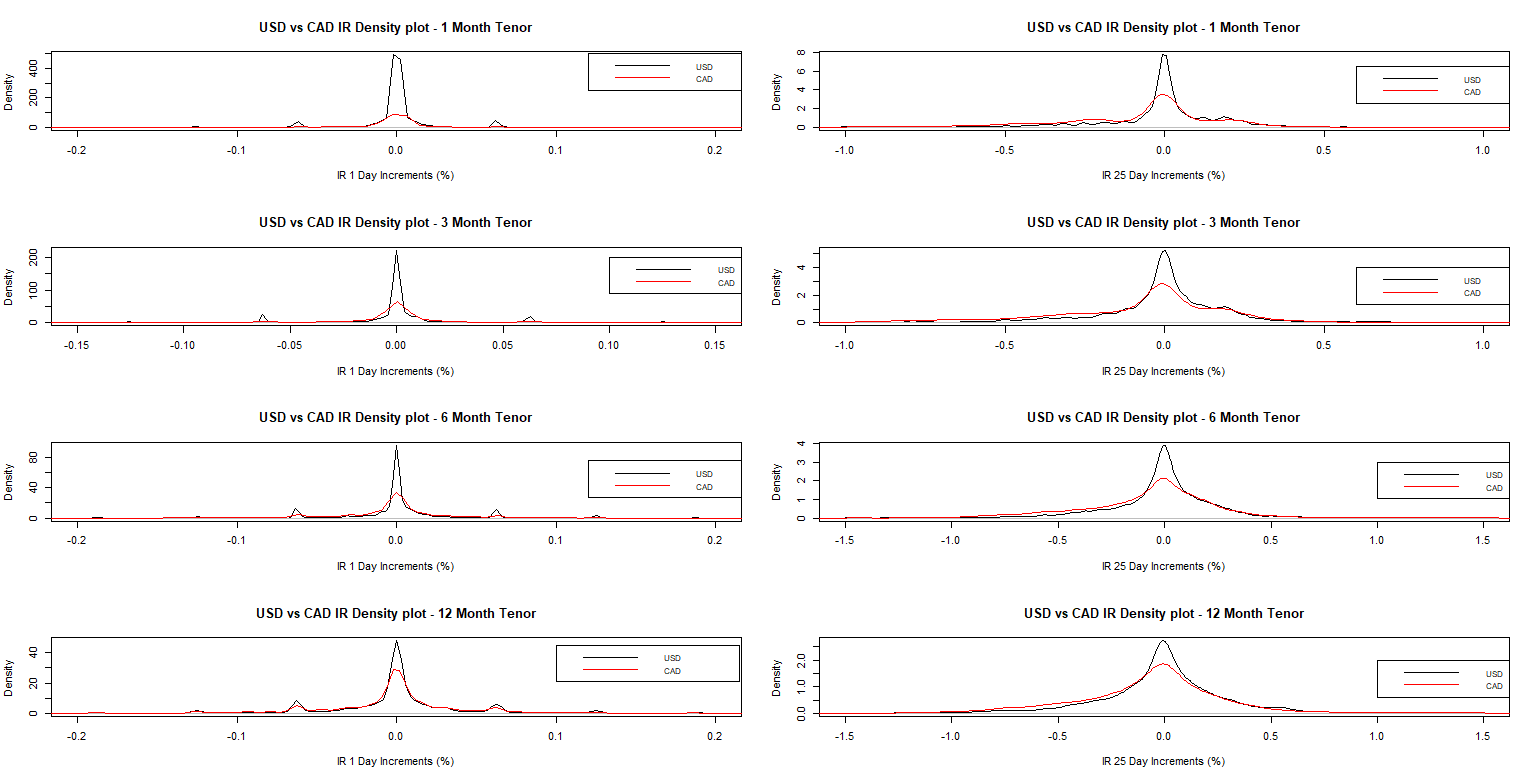 USD vs CAD IR Density plot - 1 Month Tenor
Density
0
200
400
USD
CAD
-0.2
-0.1
0.0
0.1
0.2
IR 1 Day Increments (%)
USD vs CAD IR Density plot - 1 Month Tenor
Density
0
2
4
6
8
USD
CAD
-1.0
-0.5
0.0
0.5
1.0
IR 25 Day Increments (%)
USD vs CAD IR Density plot - 3 Month Tenor
Density
0
100
200
USD
CAD
-0.15
-0.10
-0.05
0.00
0.05
0.10
0.15
IR 1 Day Increments (%)
USD vs CAD IR Density plot - 3 Month Tenor
Density
0
2
4
USD
CAD
-1.0
-0.5
0.0
0.5
1.0
IR 25 Day Increments (%)
USD vs CAD IR Density plot - 6 Month Tenor
Density
0
40
80
USD
CAD
-0.2
-0.1
0.0
0.1
0.2
IR 1 Day Increments (%)
USD vs CAD IR Density plot - 6 Month Tenor
Density
0
1
2
3
4
USD
CAD
-1.5
-1.0
-0.5
0.0
0.5
1.0
1.5
IR 25 Day Increments (%)
USD vs CAD IR Density plot - 12 Month Tenor
Density
0
20
40
USD
CAD
-0.2
-0.1
0.0
0.1
0.2
IR 1 Day Increments (%)
USD vs CAD IR Density plot - 12 Month Tenor
Density
0.0
1.0
2.0
USD
CAD
-1.5
-1.0
-0.5
0.0
0.5
1.0
1.5
IR 25 Day Increments (%)